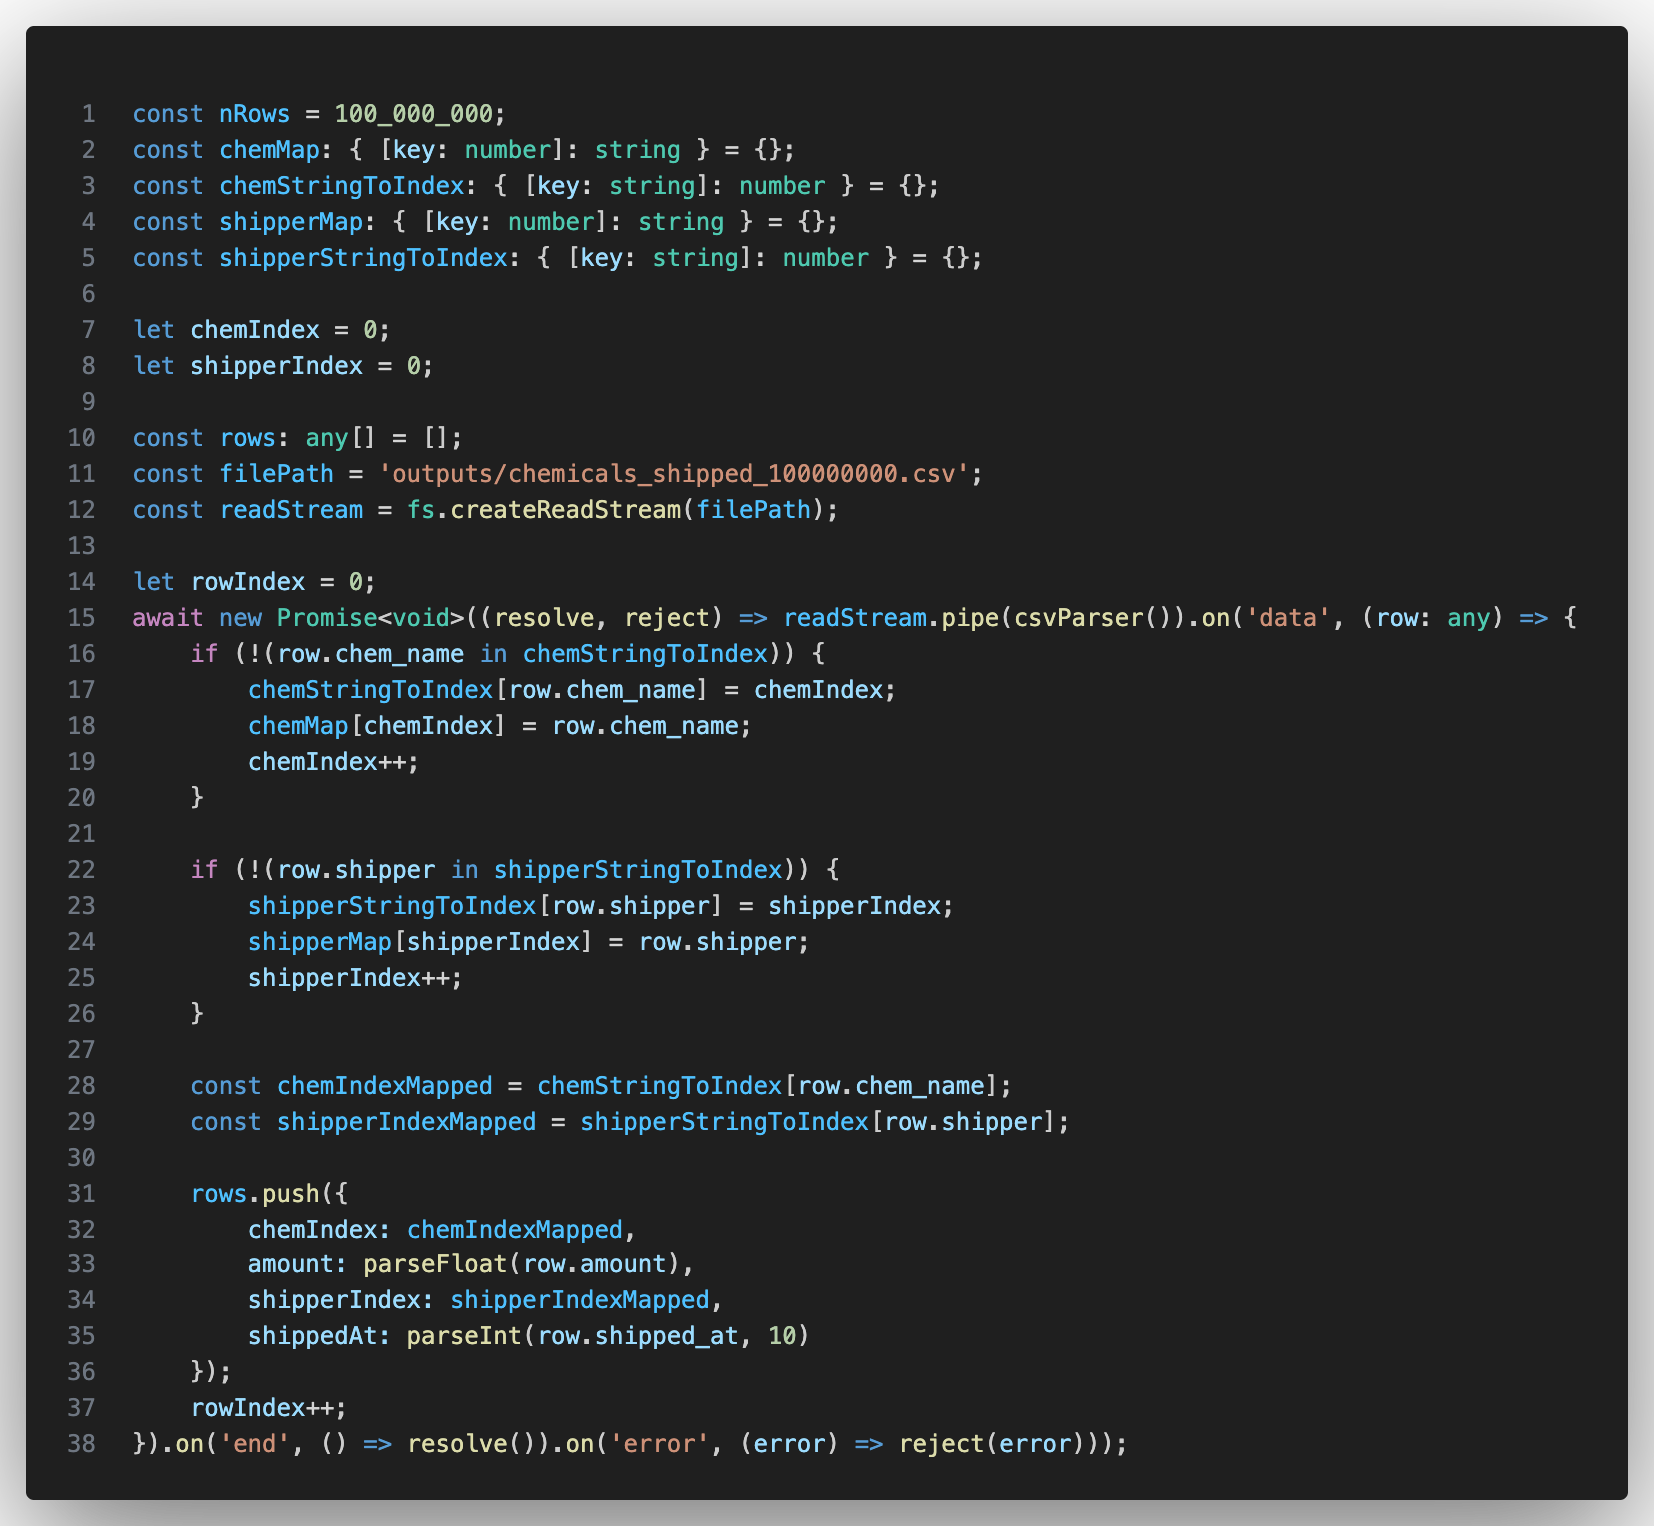 1 const nRows = 100_000_000;
2 const chemMap: { [key: number]: string } = {};
3 const chemStringToIndex: { [key: string]: number } = {};
4 const shipperMap: { [key: number]: string } = {};
5 const shipperStringToIndex: { [key: string]: number } = {};
6
7 let chemIndex = 0;
8 let shipperIndex = 0;
9
10 const rows: any[] = [];
11 const filePath = 'outputs/chemicals_shipped_100000000.csv';
12 const readStream = fs.createReadStream(filePath);
13
14 let rowIndex = 0;
15 await new Promise<void>((resolve, reject) => readStream.pipe(csvParser()).on('data', (row: any) => {
16     if (!(row.chem_name in chemStringToIndex)) {
17         chemStringToIndex[row.chem_name] = chemIndex;
18         chemMap[chemIndex] = row.chem_name;
19         chemIndex++;
20     }
21
22     if (!(row.shipper in shipperStringToIndex)) {
23         shipperStringToIndex[row.shipper] = shipperIndex;
24         shipperMap[shipperIndex] = row.shipper;
25         shipperIndex++;
26     }
27
28     const chemIndexMapped = chemStringToIndex[row.chem_name];
29     const shipperIndexMapped = shipperStringToIndex[row.shipper];
30
31     rows.push({
32         chemIndex: chemIndexMapped,
33         amount: parseFloat(row.amount),
34         shipperIndex: shipperIndexMapped,
35         shippedAt: parseInt(row.shipped_at, 10)
36     });
37     rowIndex++;
38 }).on('end', () => resolve()).on('error', (error) => reject(error)));